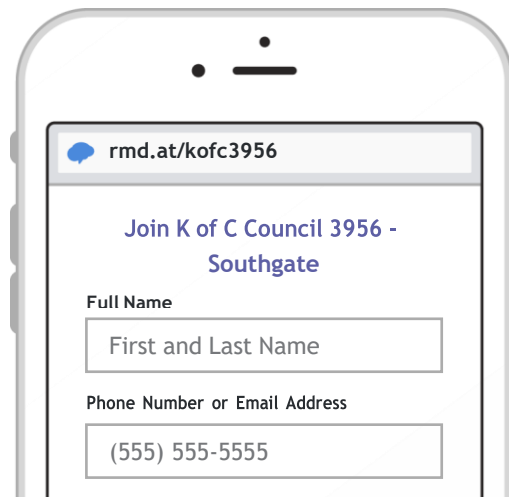 rmd.at/kofc3956
Join K of C Council 3956 -
Southgate
Full Name
First and Last Name
Phone Number or Email Address
(555) 555-5555